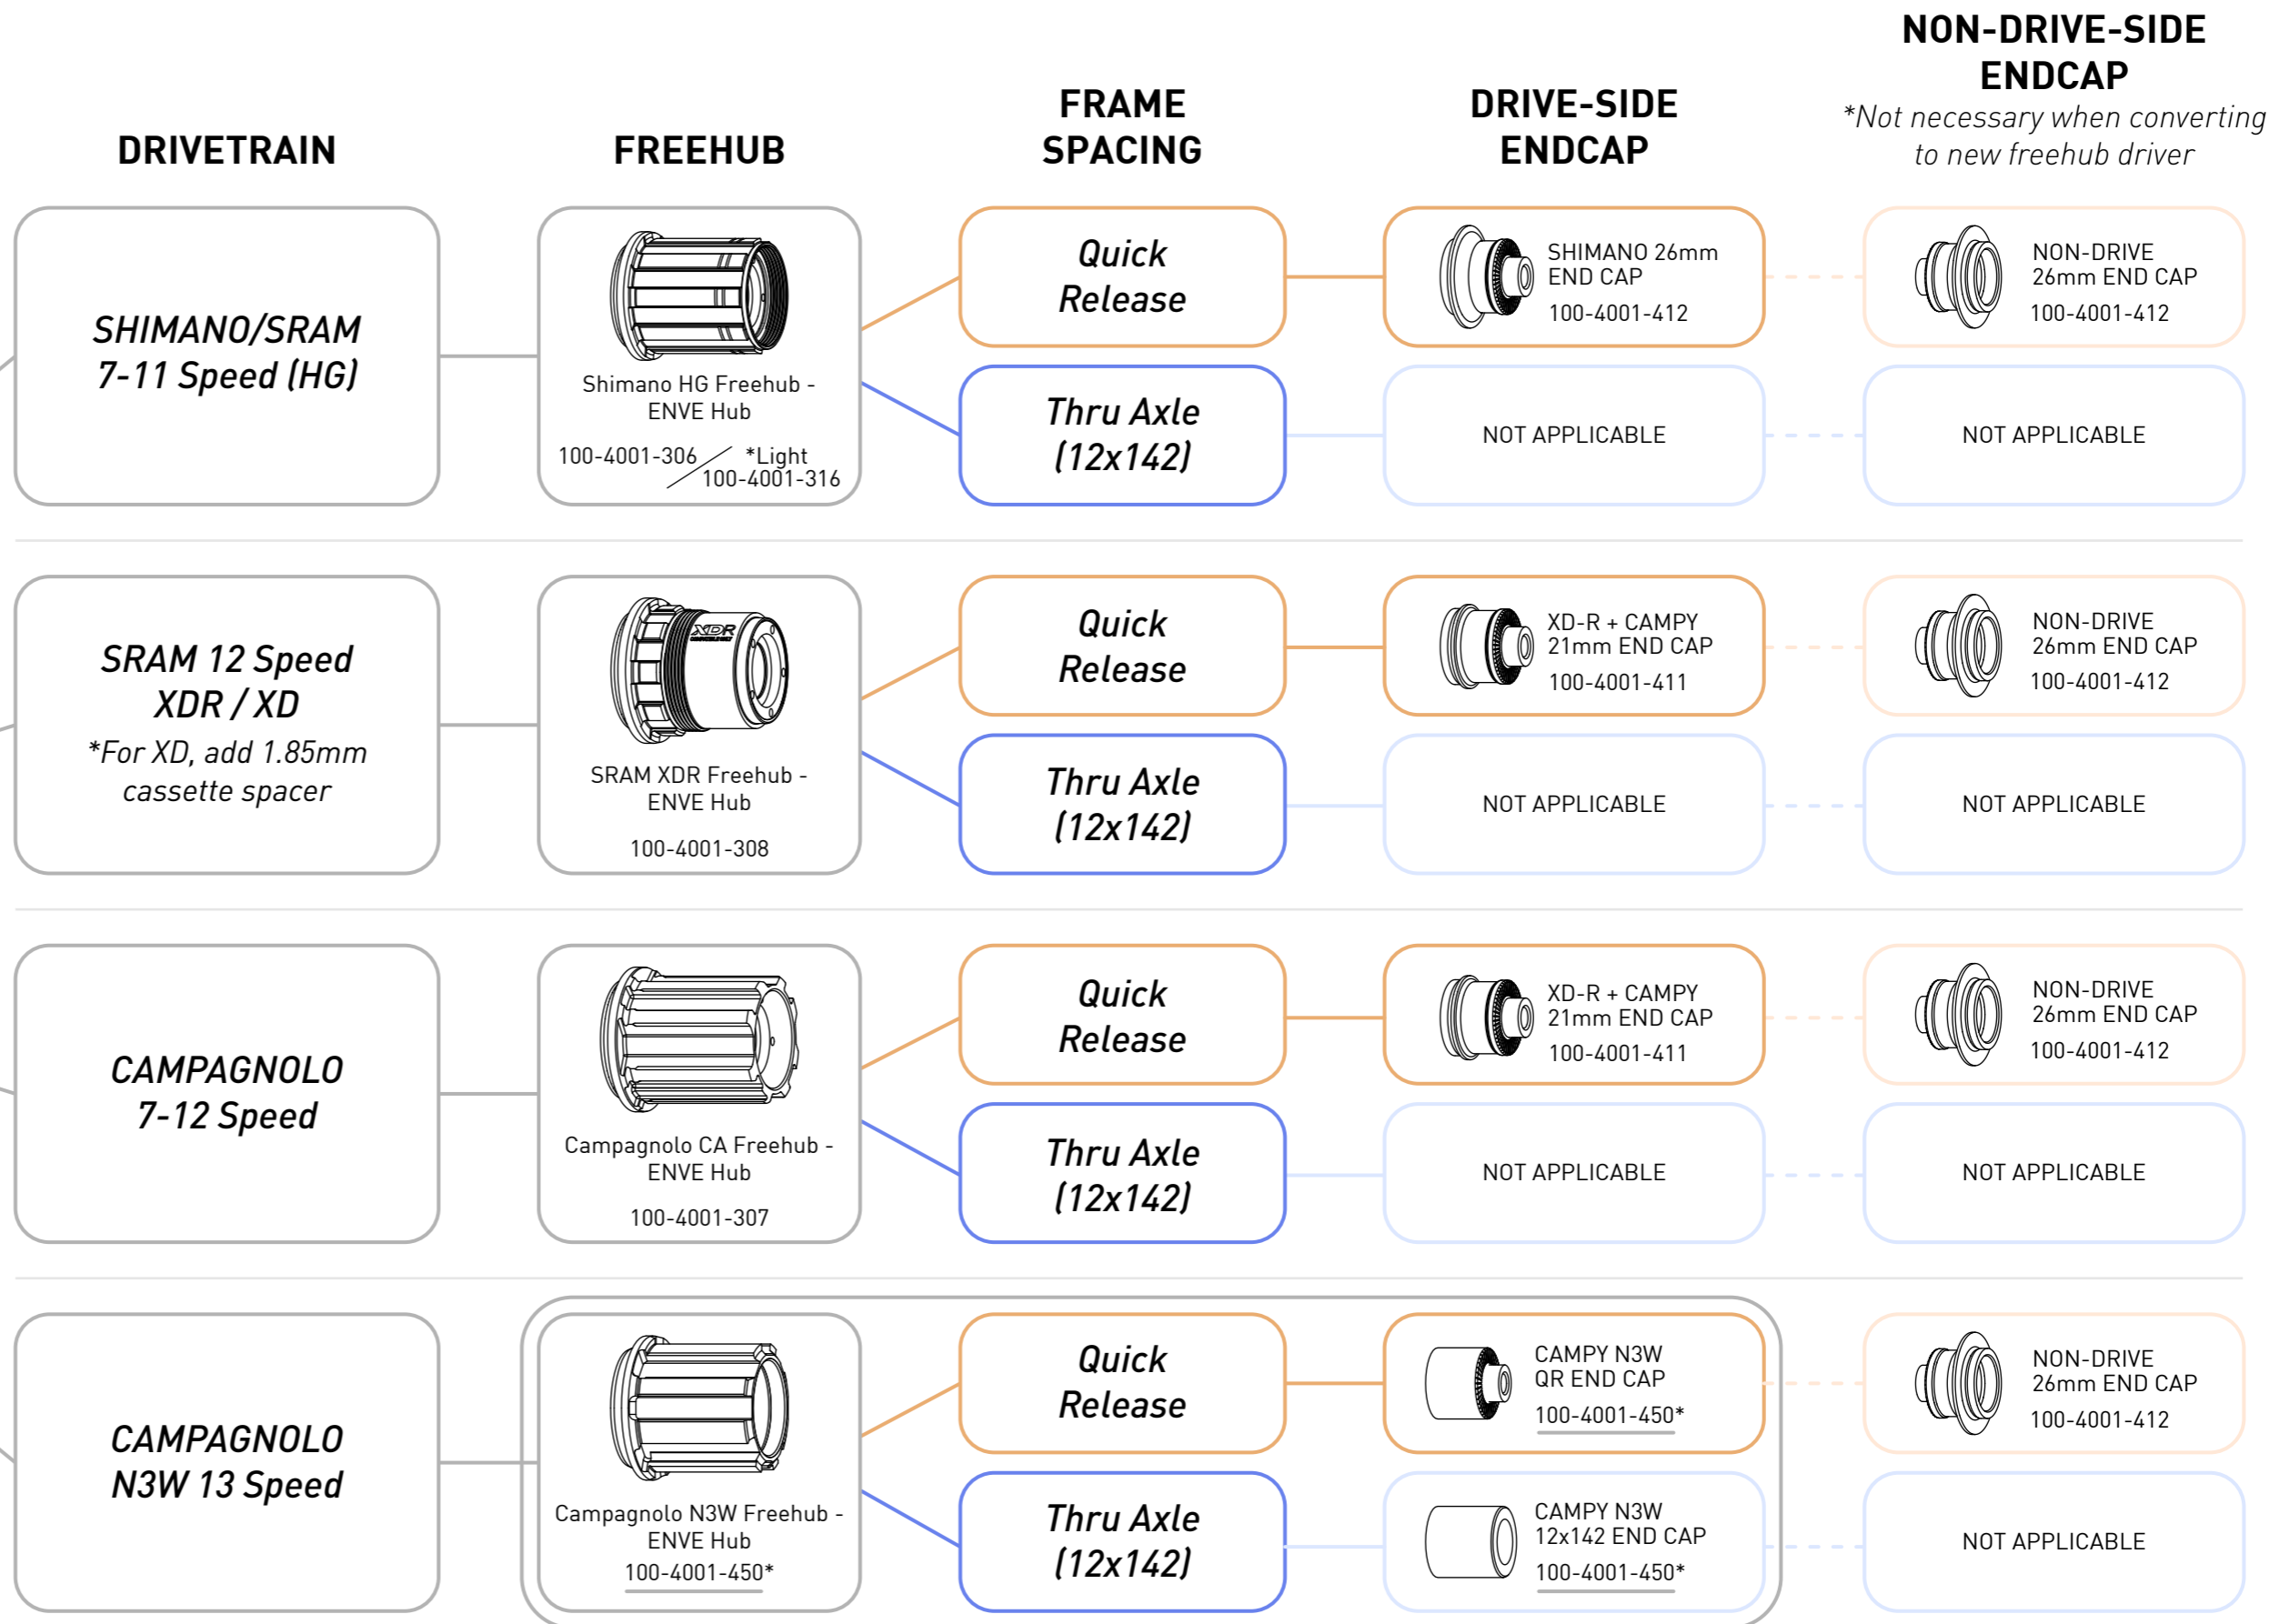 DRIVETRAIN
FREEHUB
FRAME
SPACING
DRIVE-SIDE
ENDCAP
NON-DRIVE-SIDE
ENDCAP
*Not necessary when converting
to new freehub driver
SHIMANO/SRAM
7-11 Speed (HG)
Shimano HG Freehub -
ENVE Hub
100-4001-306
*Light
100-4001-316
Quick
Release
SHIMANO 26mm
END CAP
100-4001-412
NON-DRIVE
26mm END CAP
100-4001-412
Thru Axle
(12x142)
NOT APPLICABLE
NOT APPLICABLE
SRAM 12 Speed
XDR / XD
*For XD, add 1.85mm
cassette spacer
XDR
SRAM XDR Freehub -
ENVE Hub
100-4001-308
Quick
Release
XD-R + CAMPY
21mm END CAP
100-4001-411
NON-DRIVE
26mm END CAP
100-4001-412
Thru Axle
(12x142)
NOT APPLICABLE
NOT APPLICABLE
CAMPAGNOLO
7-12 Speed
Campagnolo CA Freehub -
ENVE Hub
100-4001-307
Quick
Release
XD-R + CAMPY
21mm END CAP
100-4001-411
NON-DRIVE
26mm END CAP
100-4001-412
Thru Axle
(12x142)
NOT APPLICABLE
NOT APPLICABLE
CAMPAGNOLO
N3W 13 Speed
Campagnolo N3W Freehub -
ENVE Hub
100-4001-450*
Quick
Release
CAMPY N3W
QR END CAP
100-4001-450*
NON-DRIVE
26mm END CAP
100-4001-412
Thru Axle
(12x142)
CAMPY N3W
12x142 END CAP
100-4001-450*
NOT APPLICABLE